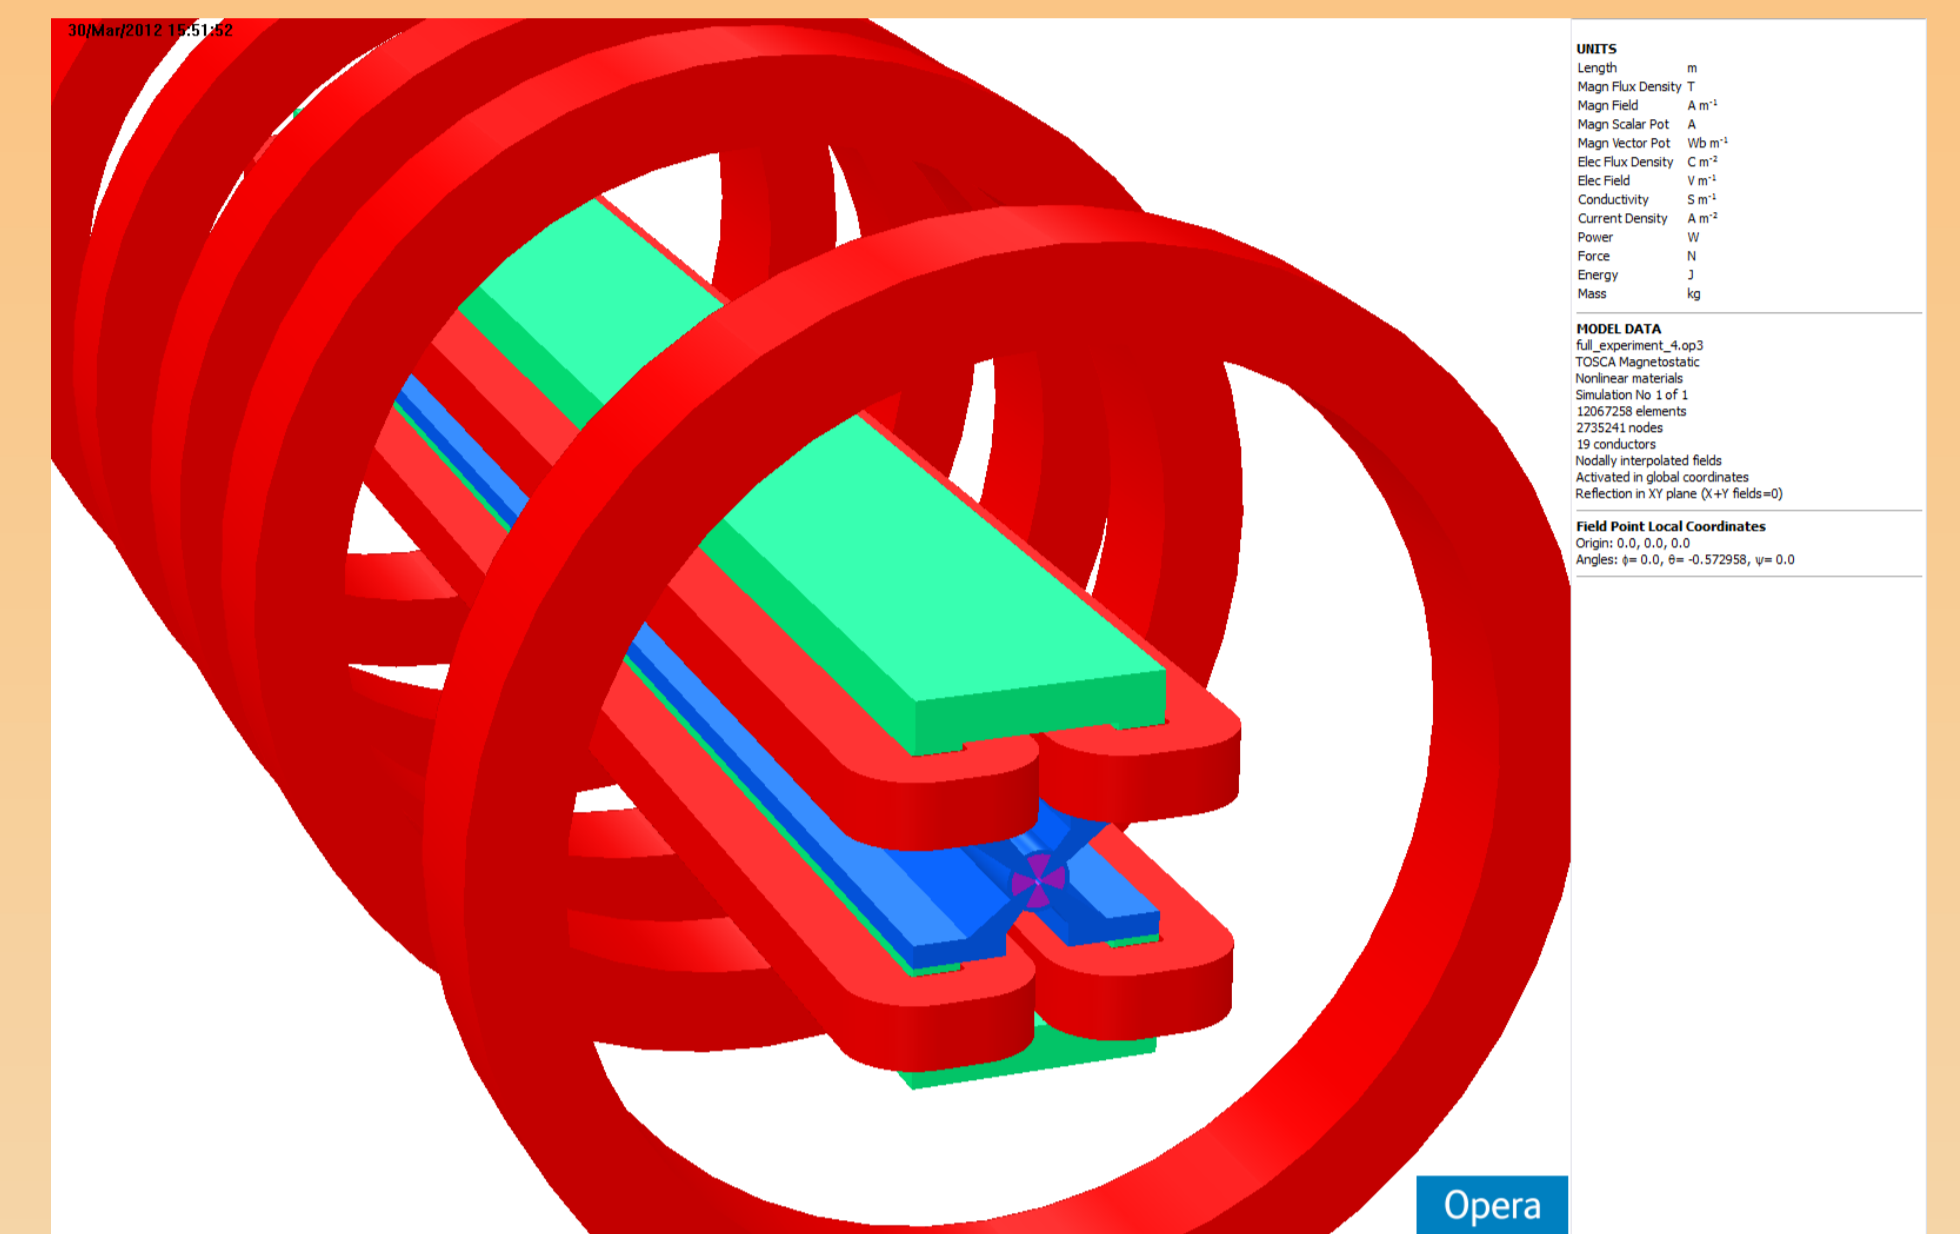 30/Mar/2012 15:51:52
UNITS
Length m
Magn Flux Density T
Magn Field A m⁻¹
Magn Scalar Pot A
Magn Vector Pot Wb m⁻¹
Elec Flux Density C m⁻²
Elec Field V m⁻¹
Conductivity S m⁻¹
Current Density A m⁻²
Power W
Force N
Energy J
Mass kg
MODEL DATA
full_experiment_4.op3
TOSCA Magnetostatic
Nonlinear materials
Simulation No 1 of 1
12067258 elements
2735241 nodes
19 conductors
Nodally interpolated fields
Activated in global coordinates
Reflection in XY plane (X+Y fields=0)
Field Point Local Coordinates
Origin: 0.0, 0.0, 0.0
Angles: ϕ= 0.0, θ= -0.572958, ψ= 0.0
Opera